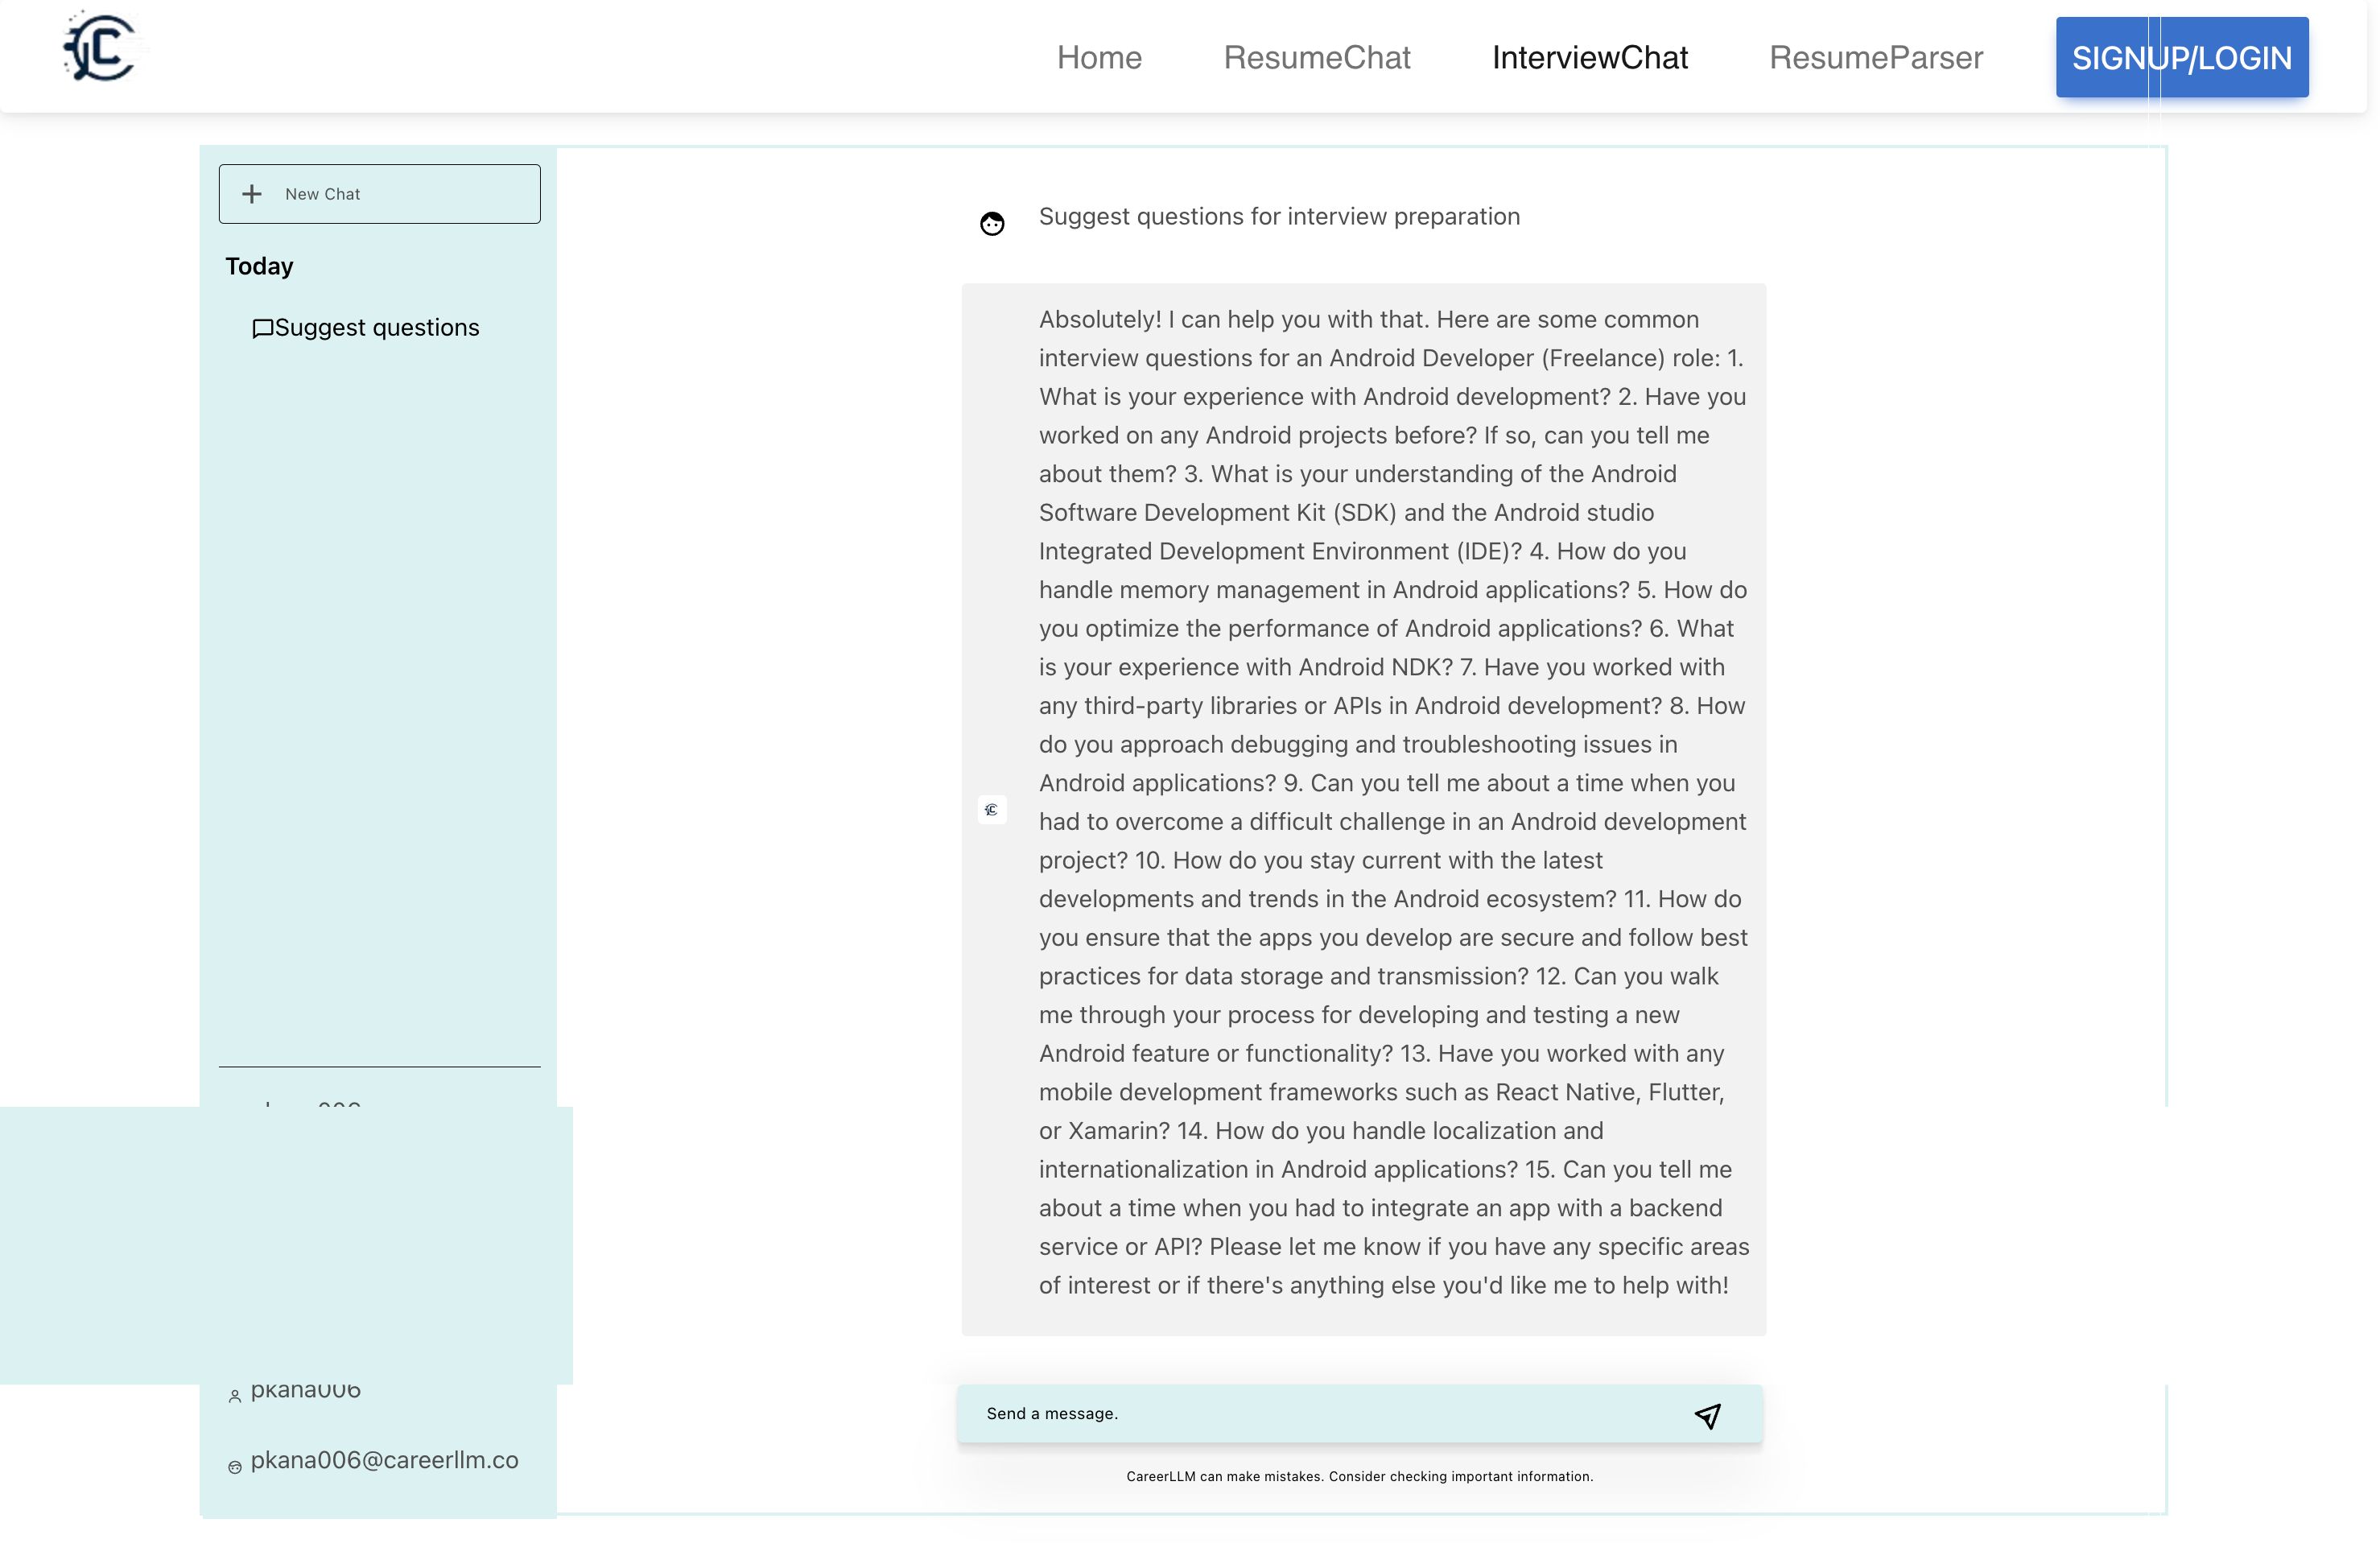 Home ResumeChat InterviewChat ResumeParser SIGNUP/LOGIN
New Chat
Today
Suggest questions
Suggest questions for interview preparation
Absolutely! I can help you with that. Here are some common
interview questions for an Android Developer (Freelance) role: 1.
What is your experience with Android development? 2. Have you
worked on any Android projects before? If so, can you tell me
about them? 3. What is your understanding of the Android
Software Development Kit (SDK) and the Android studio
Integrated Development Environment (IDE)? 4. How do you
handle memory management in Android applications? 5. How do
you optimize the performance of Android applications? 6. What
is your experience with Android NDK? 7. Have you worked with
any third-party libraries or APIs in Android development? 8. How
do you approach debugging and troubleshooting issues in
Android applications? 9. Can you tell me about a time when you
had to overcome a difficult challenge in an Android development
project? 10. How do you stay current with the latest
developments and trends in the Android ecosystem? 11. How do
you ensure that the apps you develop are secure and follow best
practices for data storage and transmission? 12. Can you walk
me through your process for developing and testing a new
Android feature or functionality? 13. Have you worked with any
mobile development frameworks such as React Native, Flutter,
or Xamarin? 14. How do you handle localization and
internationalization in Android applications? 15. Can you tell me
about a time when you had to integrate an app with a backend
service or API? Please let me know if you have any specific areas
of interest or if there's anything else you'd like me to help with!
pkana006
pkana006@careerllm.co
Send a message.
CareerLLM can make mistakes. Consider checking important information.